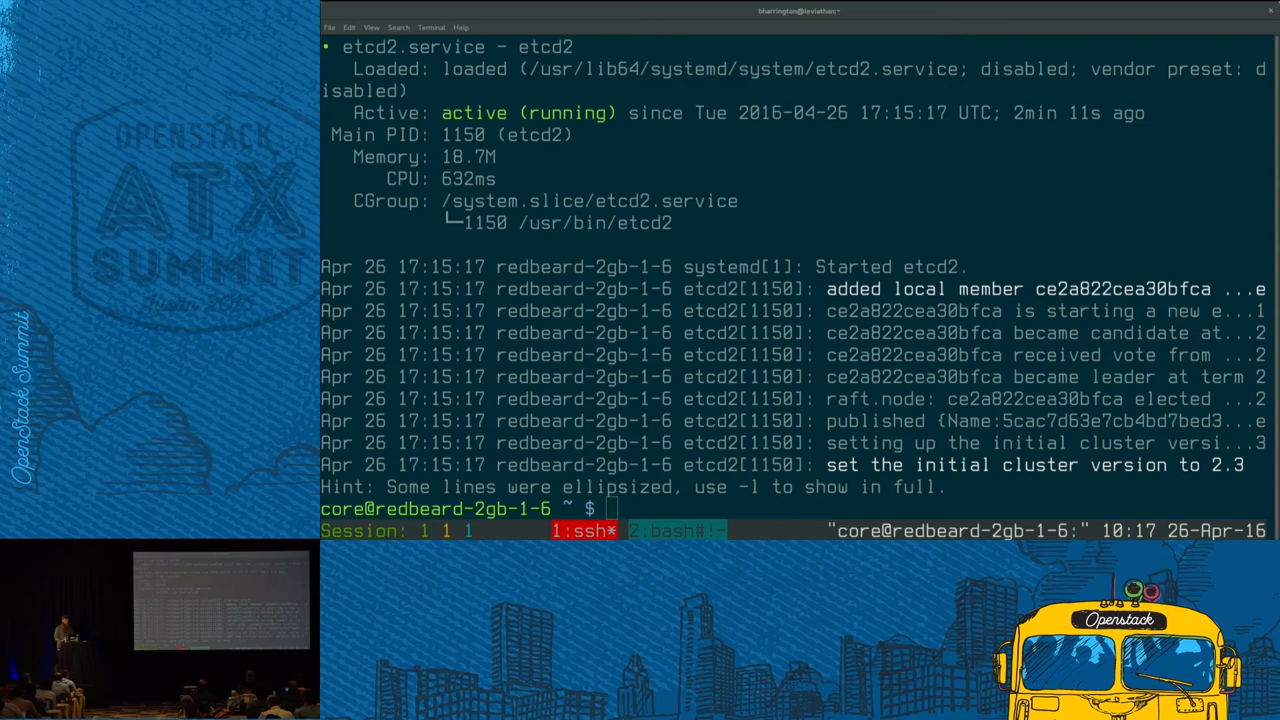 bharrington@leviathan:~
File Edit View Search Terminal Help
• etcd2.service - etcd2
Loaded: loaded (/usr/lib64/systemd/system/etcd2.service; disabled; vendor preset: d
isabled)
Active: active (running) since Tue 2016-04-26 17:15:17 UTC; 2min 11s ago
Main PID: 1150 (etcd2)
Memory: 18.7M
CPU: 632ms
CGroup: /system.slice/etcd2.service
└─1150 /usr/bin/etcd2
Apr 26 17:15:17 redbeard-2gb-1-6 systemd[1]: Started etcd2.
Apr 26 17:15:17 redbeard-2gb-1-6 etcd2[1150]: added local member ce2a822cea30bfca ...e
Apr 26 17:15:17 redbeard-2gb-1-6 etcd2[1150]: ce2a822cea30bfca is starting a new e...1
Apr 26 17:15:17 redbeard-2gb-1-6 etcd2[1150]: ce2a822cea30bfca became candidate at...2
Apr 26 17:15:17 redbeard-2gb-1-6 etcd2[1150]: ce2a822cea30bfca received vote from ...2
Apr 26 17:15:17 redbeard-2gb-1-6 etcd2[1150]: ce2a822cea30bfca became leader at term 2
Apr 26 17:15:17 redbeard-2gb-1-6 etcd2[1150]: raft.node: ce2a822cea30bfca elected ...2
Apr 26 17:15:17 redbeard-2gb-1-6 etcd2[1150]: published {Name:5cac7d63e7cb4bd7bed3...e
Apr 26 17:15:17 redbeard-2gb-1-6 etcd2[1150]: setting up the initial cluster versi...3
Apr 26 17:15:17 redbeard-2gb-1-6 etcd2[1150]: set the initial cluster version to 2.3
Hint: Some lines were ellipsized, use -l to show in full.
core@redbeard-2gb-1-6 ~ $
Session: 1 1 1 1:ssh* 2:bash#!- "core@redbeard-2gb-1-6:" 10:17 26-Apr-16
OPENSTACK
ATX
SUMMIT
Austin 2016
OpenStack Summit
Openstack